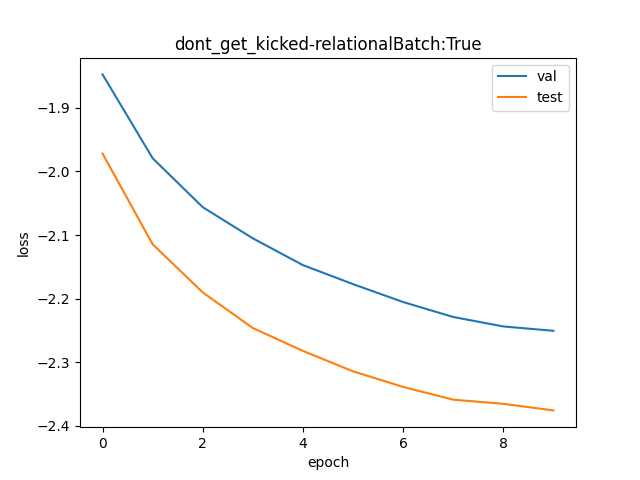 dont_get_kicked-relationalBatch:True
val
test
loss
−1.9
−2.0
−2.1
−2.2
−2.3
−2.4
0 2 4 6 8
epoch